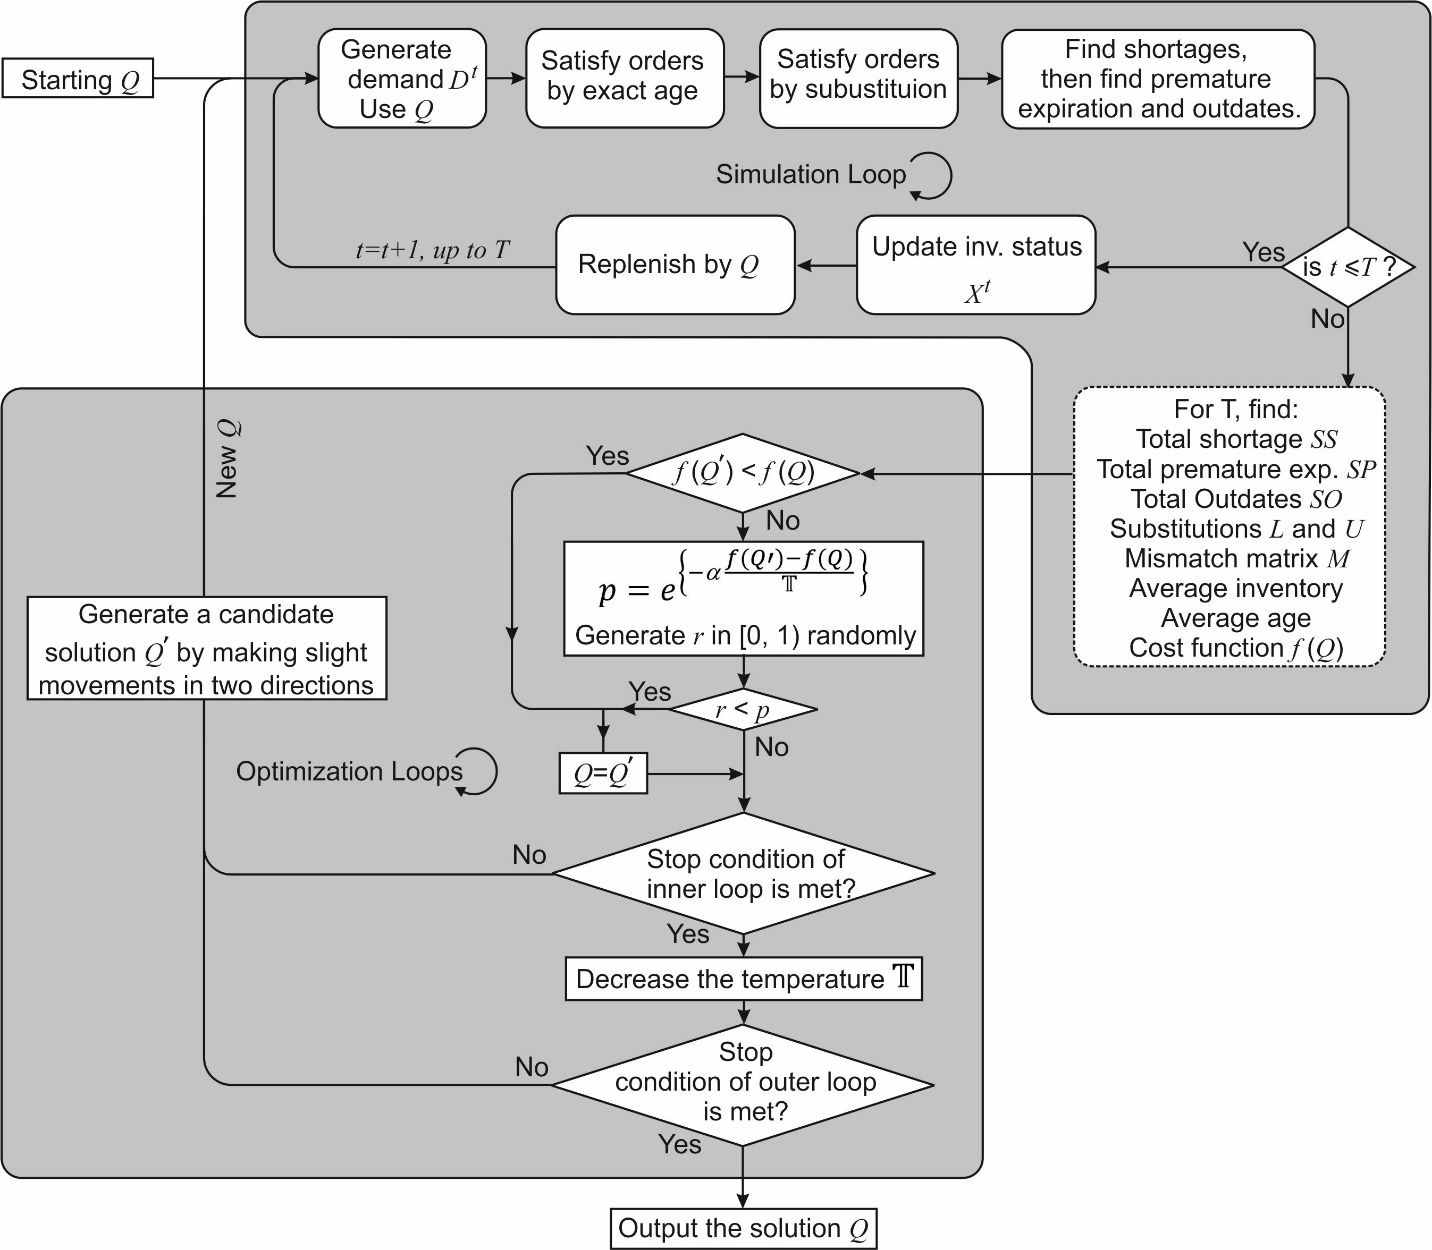 Starting Q
Generate
demand D^t
Use Q
Satisfy orders
by exact age
Satisfy orders
by subustituion
Find shortages,
then find premature
expiration and outdates.
Simulation Loop
is t ⩽T ?
Yes
No
Update inv. status
X^t
Replenish by Q
t=t+1, up to T
For T, find:
Total shortage SS
Total premature exp. SP
Total Outdates SO
Substitutions L and U
Mismatch matrix M
Average inventory
Average age
Cost function f (Q)
New Q
f (Q′) < f (Q)
Yes
No
p = e^{−α (f(Q′)−f(Q))/𝕋}
Generate r in [0, 1) randomly
Generate a candidate
solution Q′ by making slight
movements in two directions
r < p
Yes
No
Q=Q′
Optimization Loops
Stop condition of
inner loop is met?
No
Yes
Decrease the temperature 𝕋
Stop
condition of outer loop
is met?
No
Yes
Output the solution Q